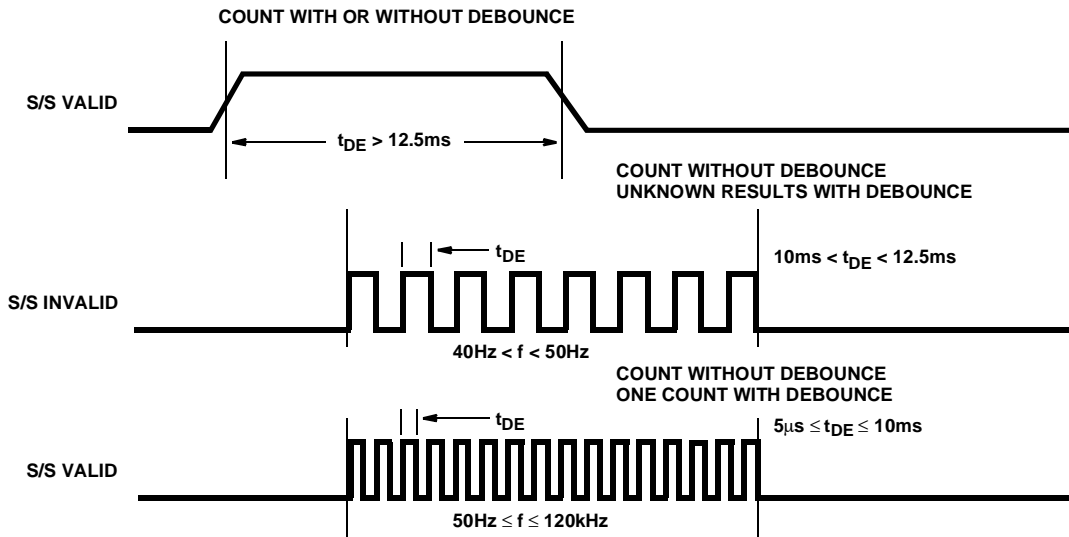 COUNT WITH OR WITHOUT DEBOUNCE
S/S VALID
tDE > 12.5ms
COUNT WITHOUT DEBOUNCE
UNKNOWN RESULTS WITH DEBOUNCE
tDE
10ms < tDE < 12.5ms
S/S INVALID
40Hz < f < 50Hz
COUNT WITHOUT DEBOUNCE
ONE COUNT WITH DEBOUNCE
tDE
5µs ≤ tDE ≤ 10ms
S/S VALID
50Hz ≤ f ≤ 120kHz